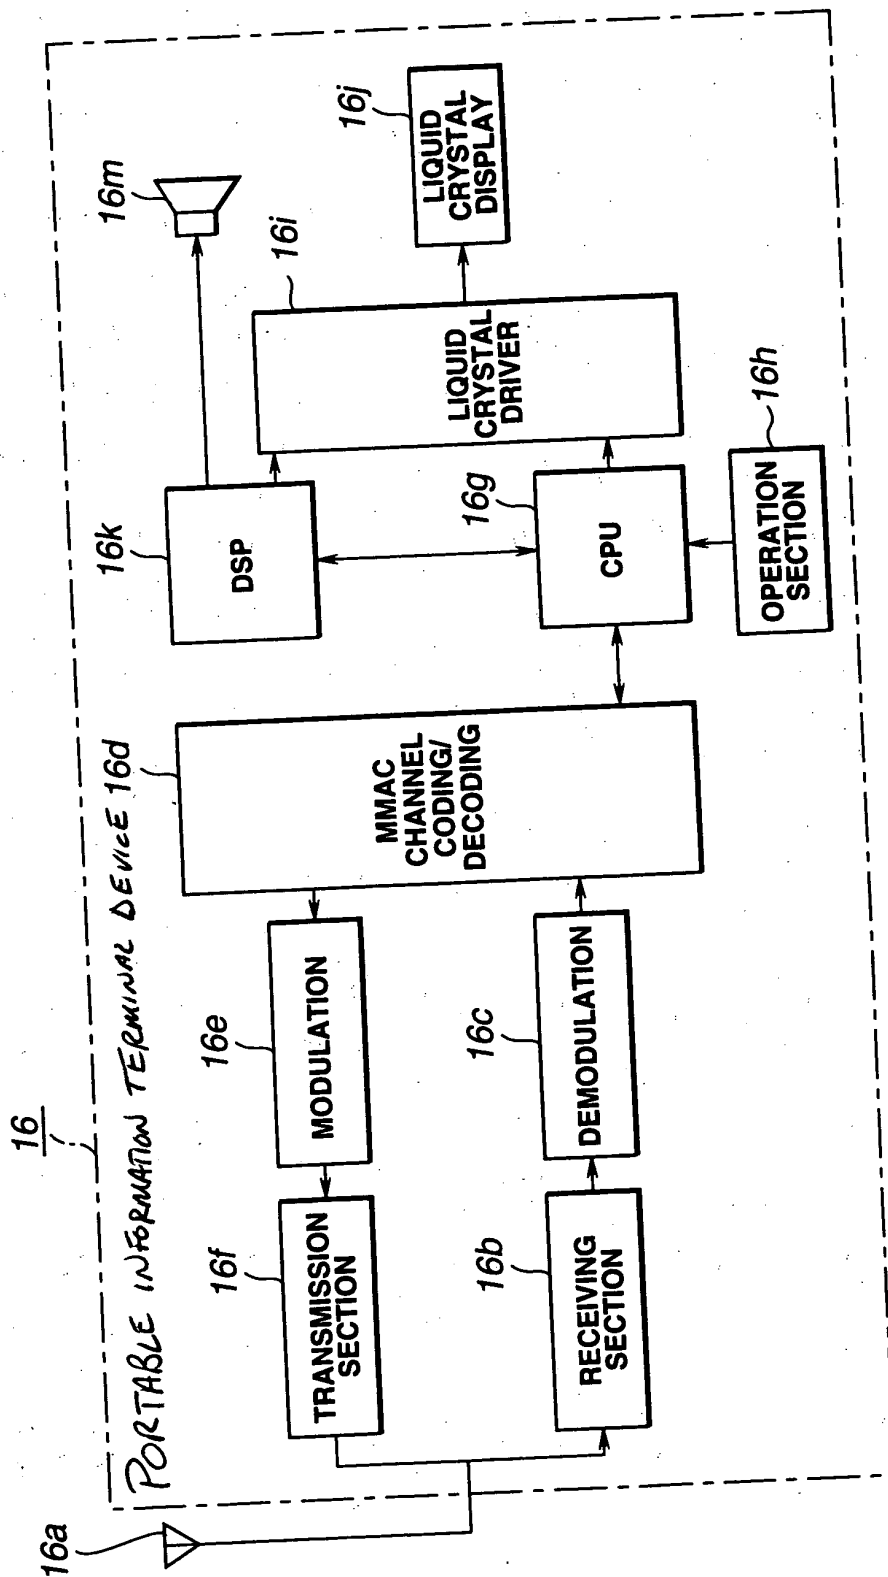 16
PORTABLE INFORMATION TERMINAL DEVICE
16a
16f
TRANSMISSION
SECTION
16e
MODULATION
16d
MMAC
CHANNEL
CODING/
DECODING
16k
DSP
16m
16b
RECEIVING
SECTION
16c
DEMODULATION
16g
CPU
16i
LIQUID
CRYSTAL
DRIVER
16j
LIQUID
CRYSTAL
DISPLAY
16h
OPERATION
SECTION